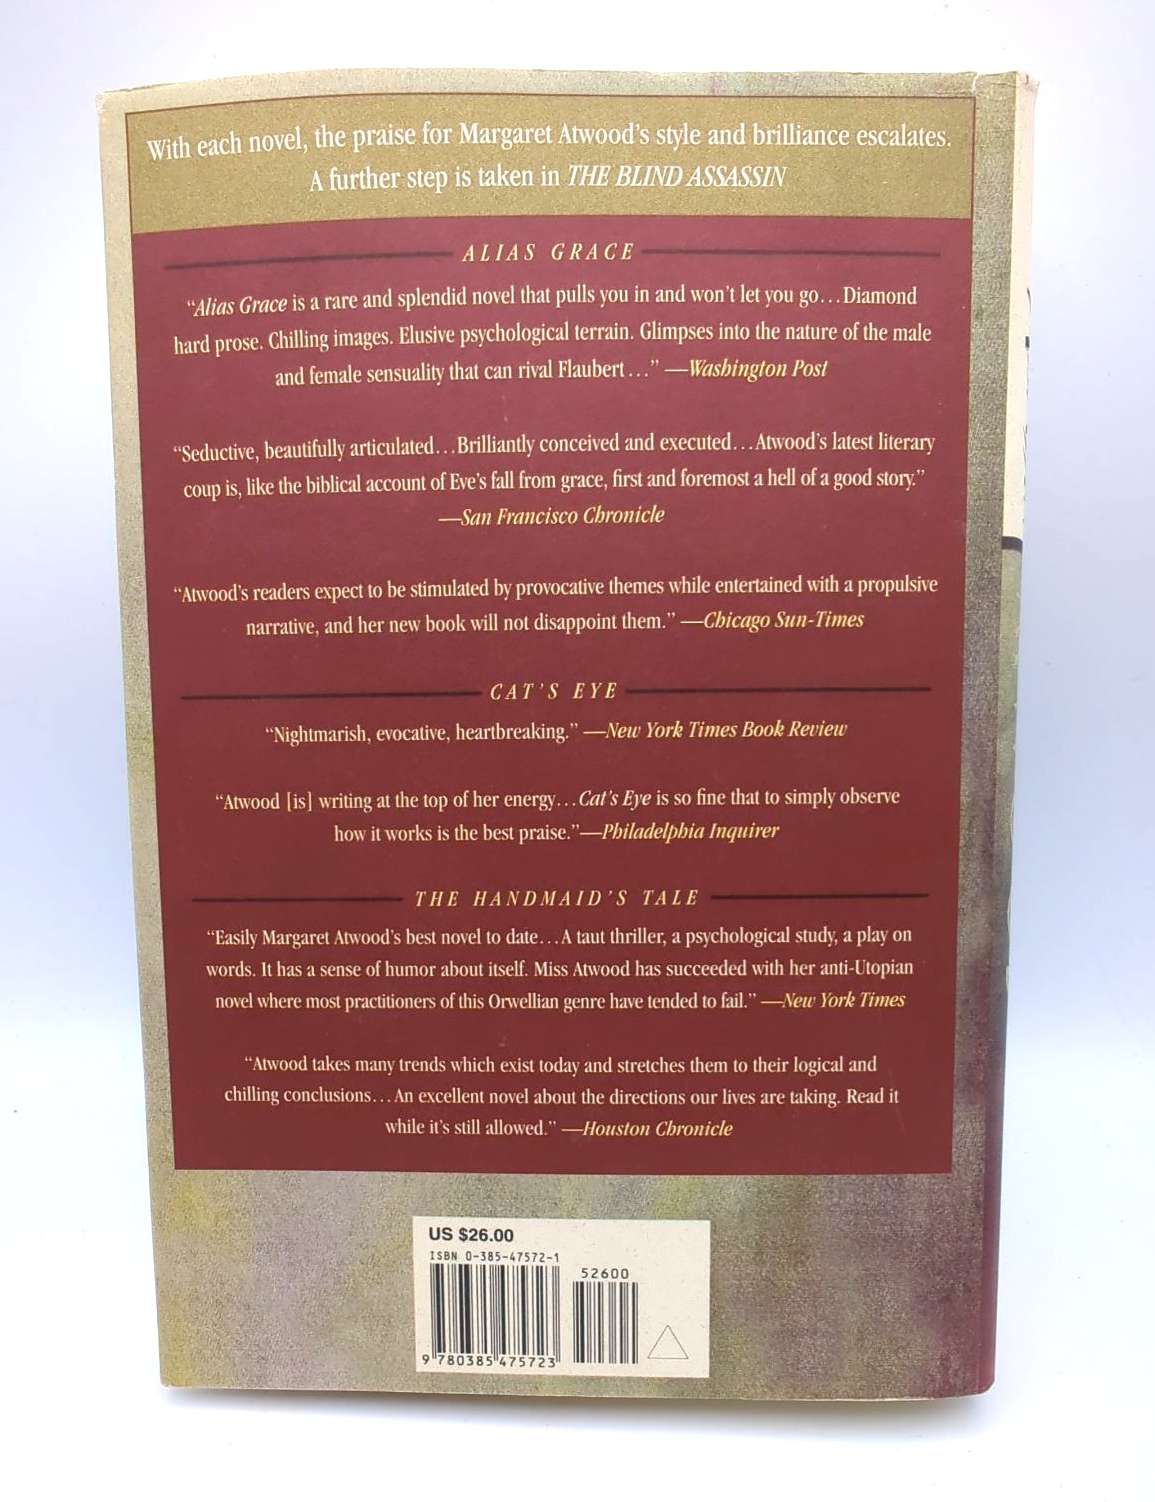 With each novel, the praise for Margaret Atwood's style and brilliance escalates.
A further step is taken in THE BLIND ASSASSIN
ALIAS GRACE
“Alias Grace is a rare and splendid novel that pulls you in and won't let you go...Diamond
hard prose. Chilling images. Elusive psychological terrain. Glimpses into the nature of the male
and female sensuality that can rival Flaubert...” —Washington Post
“Seductive, beautifully articulated...Brilliantly conceived and executed...Atwood's latest literary
coup is, like the biblical account of Eve's fall from grace, first and foremost a hell of a good story.”
—San Francisco Chronicle
“Atwood's readers expect to be stimulated by provocative themes while entertained with a propulsive
narrative, and her new book will not disappoint them.” —Chicago Sun-Times
CAT'S EYE
“Nightmarish, evocative, heartbreaking.” —New York Times Book Review
“Atwood [is] writing at the top of her energy...Cat's Eye is so fine that to simply observe
how it works is the best praise.”—Philadelphia Inquirer
THE HANDMAID'S TALE
“Easily Margaret Atwood's best novel to date...A taut thriller, a psychological study, a play on
words. It has a sense of humor about itself. Miss Atwood has succeeded with her anti-Utopian
novel where most practitioners of this Orwellian genre have tended to fail.” —New York Times
“Atwood takes many trends which exist today and stretches them to their logical and
chilling conclusions...An excellent novel about the directions our lives are taking. Read it
while it's still allowed.” —Houston Chronicle
US $26.00
ISBN 0-385-47572-1
52600
9 780385 475723